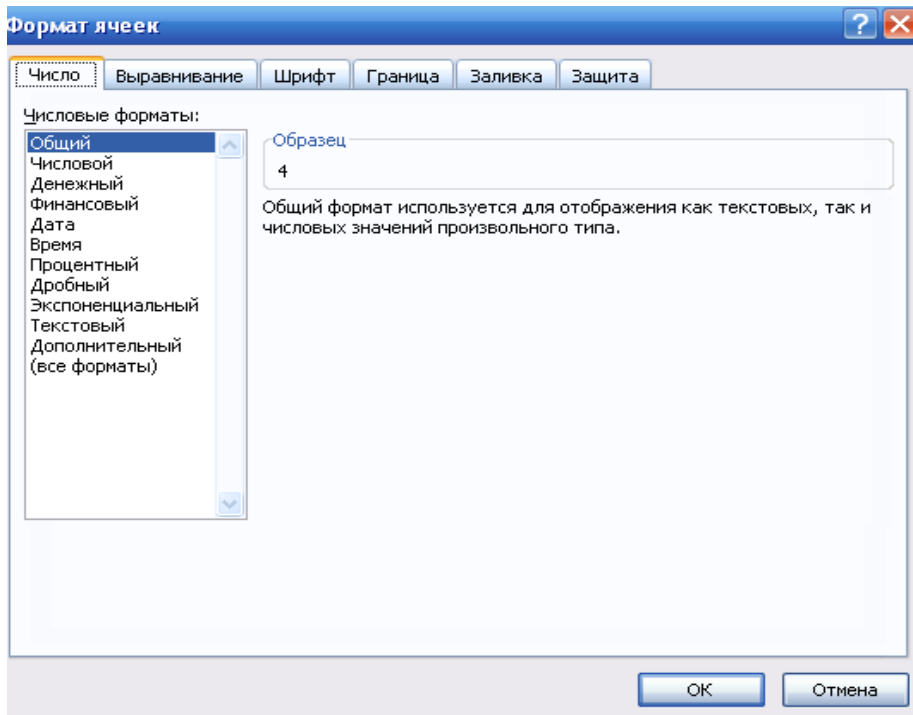 Формат ячеек
?
Число Выравнивание Шрифт Граница Заливка Защита
Числовые форматы:
Общий
Числовой
Денежный
Финансовый
Дата
Время
Процентный
Дробный
Экспоненциальный
Текстовый
Дополнительный
(все форматы)
Образец
4
Общий формат используется для отображения как текстовых, так и
числовых значений произвольного типа.
ОК Отмена